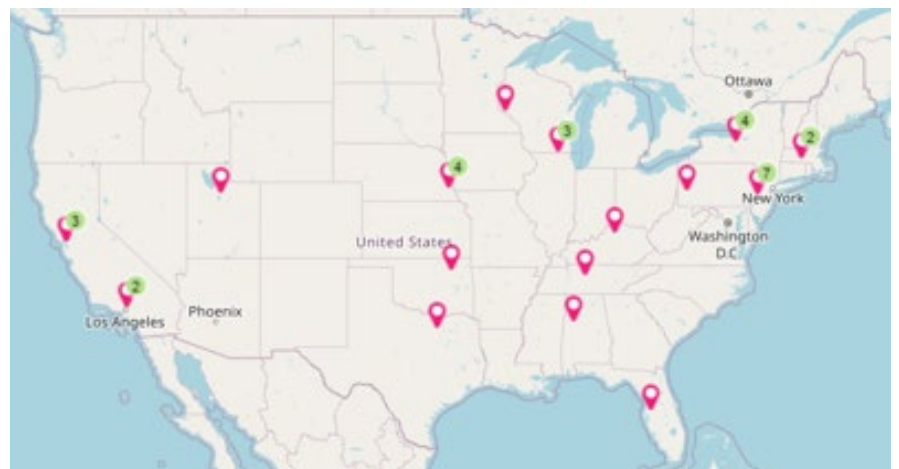 Ottawa
4
3
2
4
7
New York
3
Washington
D.C.
United States
2
Phoenix
Los Angeles